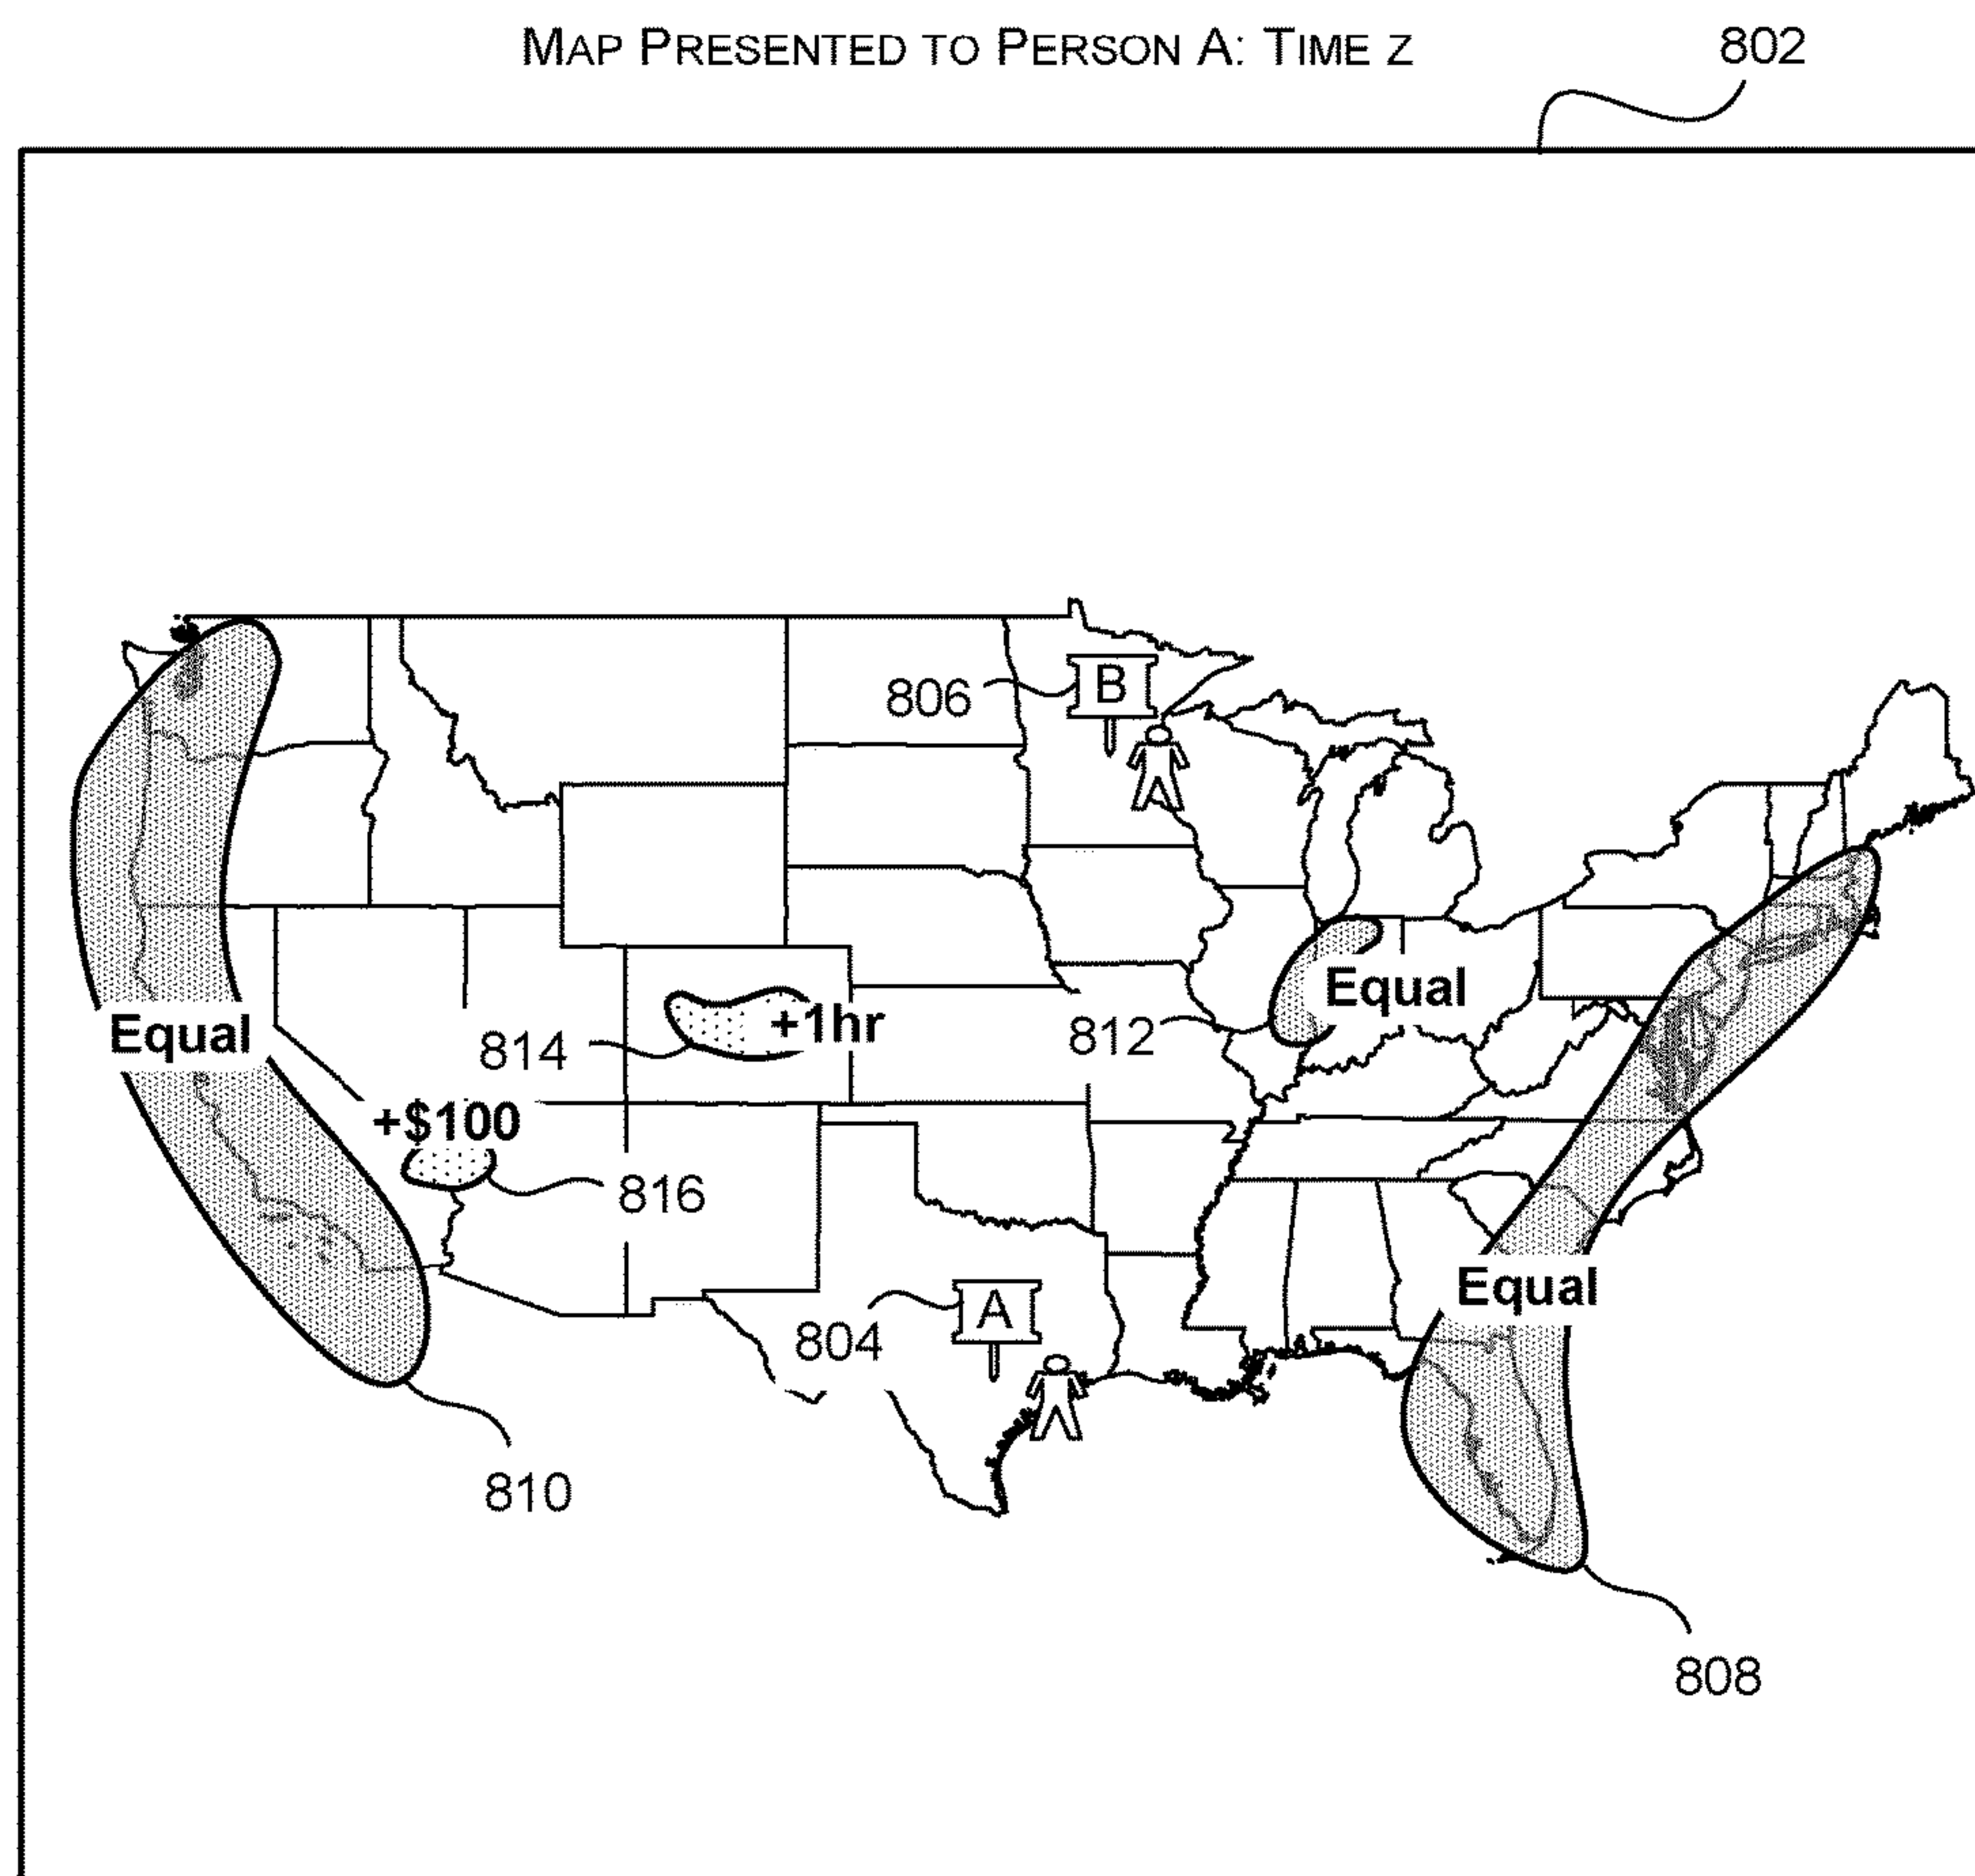 MAP PRESENTED TO PERSON A: TIME Z
802
B
806
Equal
812
Equal
814
+1hr
+$100
816
A
804
Equal
810
808